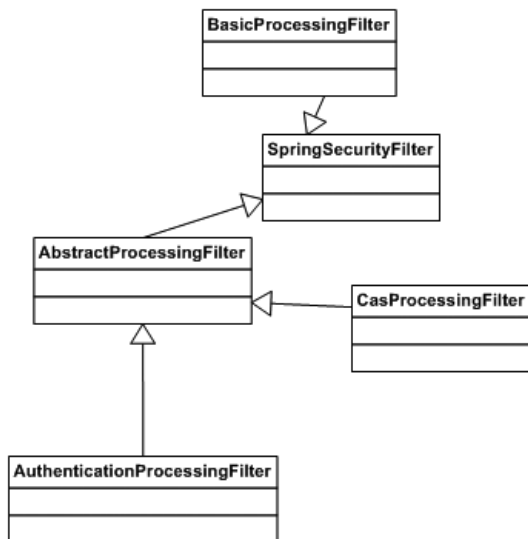 BasicProcessingFilter
SpringSecurityFilter
AbstractProcessingFilter
CasProcessingFilter
AuthenticationProcessingFilter